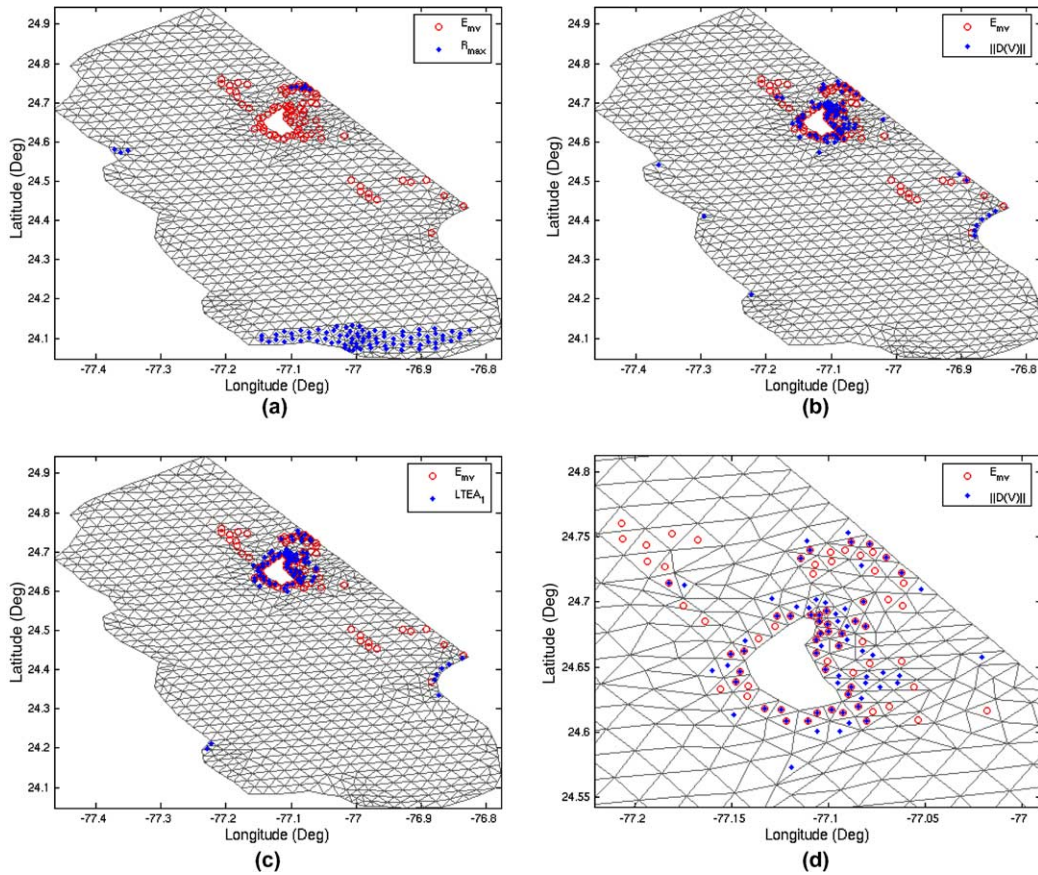 24.9
24.8
24.7
24.6
24.5
24.4
24.3
24.2
24.1
Latitude (Deg)
-77.4 -77.3 -77.2 -77.1 -77 -76.9 -76.8
Longitude (Deg)
E_mv
R_max
(a)
24.9
24.8
24.7
24.6
24.5
24.4
24.3
24.2
24.1
Latitude (Deg)
-77.4 -77.3 -77.2 -77.1 -77 -76.9 -76.8
Longitude (Deg)
E_mv
||D(V)||
(b)
24.9
24.8
24.7
24.6
24.5
24.4
24.3
24.2
24.1
Latitude (Deg)
-77.4 -77.3 -77.2 -77.1 -77 -76.9 -76.8
Longitude (Deg)
E_mv
LTEA_1
(c)
24.8
24.75
24.7
24.65
24.6
24.55
Latitude (Deg)
-77.2 -77.15 -77.1 -77.05 -77
Longitude (Deg)
E_mv
||D(V)||
(d)